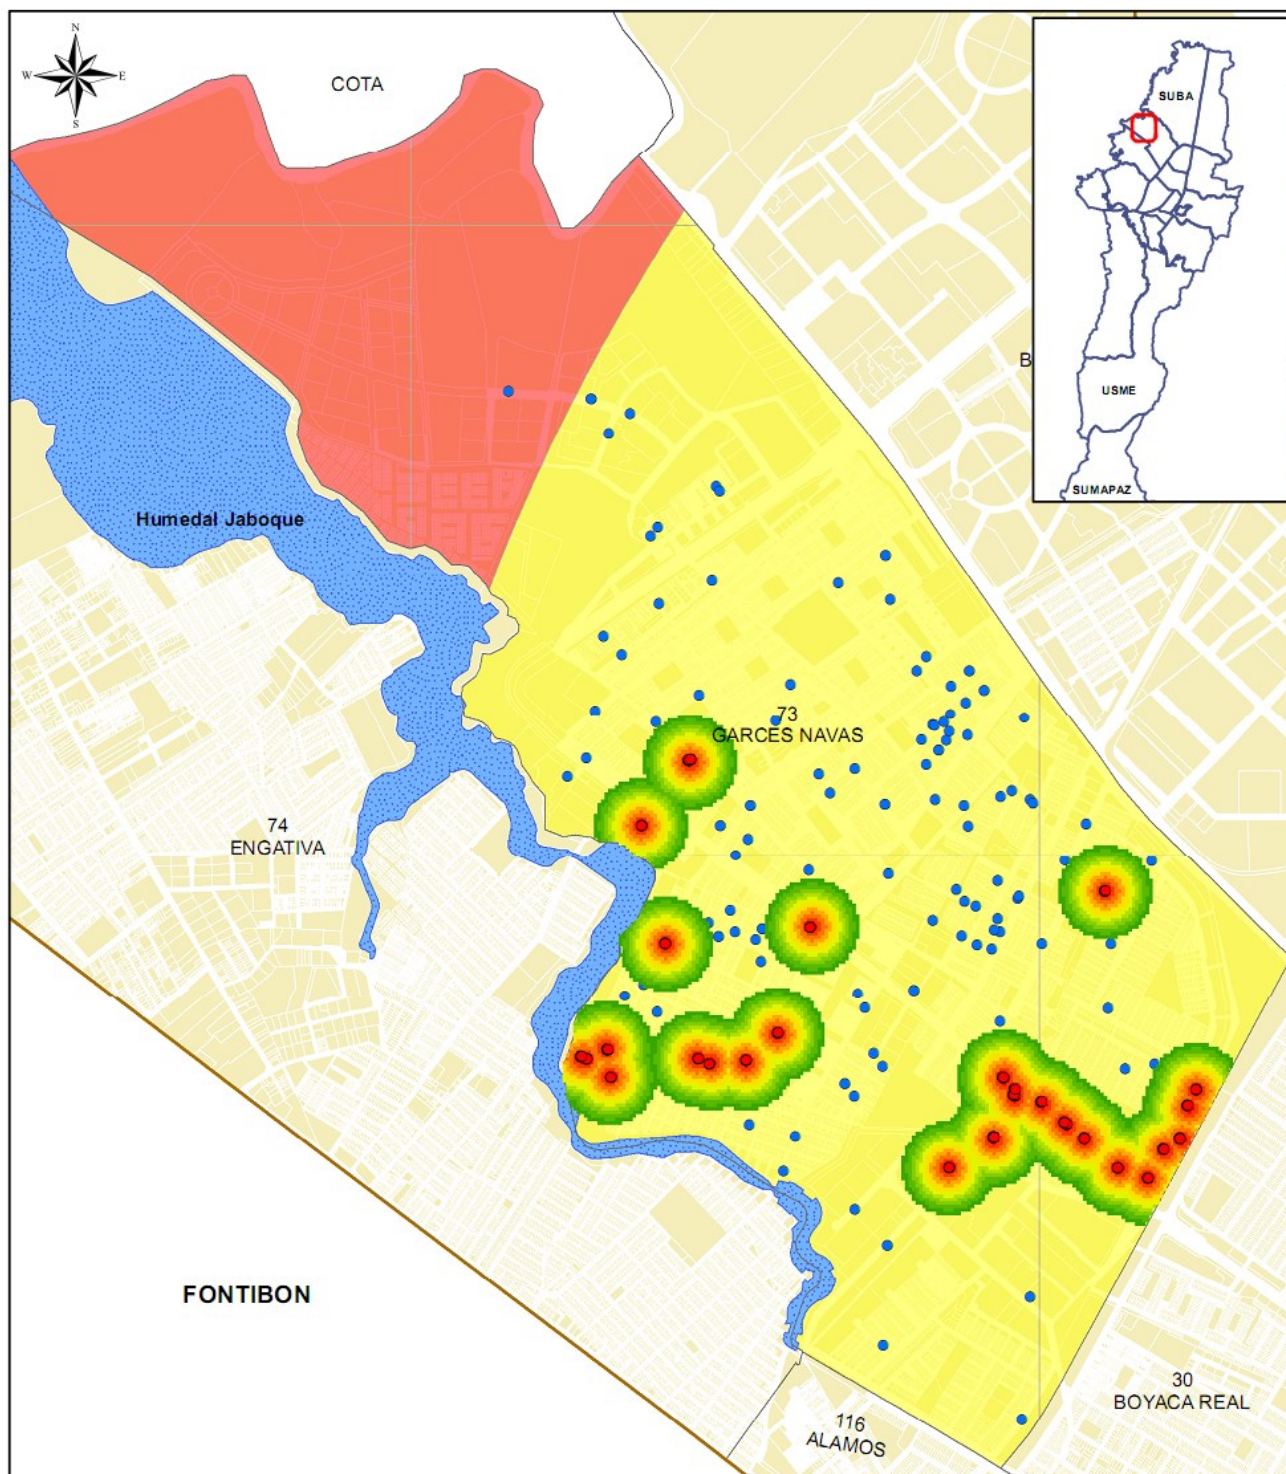 N
W E
S
COTA
SUBA
B
USME
SUMAPAZ
Humedal Jaboque
73
GARCES NAVAS
74
ENGATIVA
FONTIBON
30
BOYACA REAL
116
ALAMOS